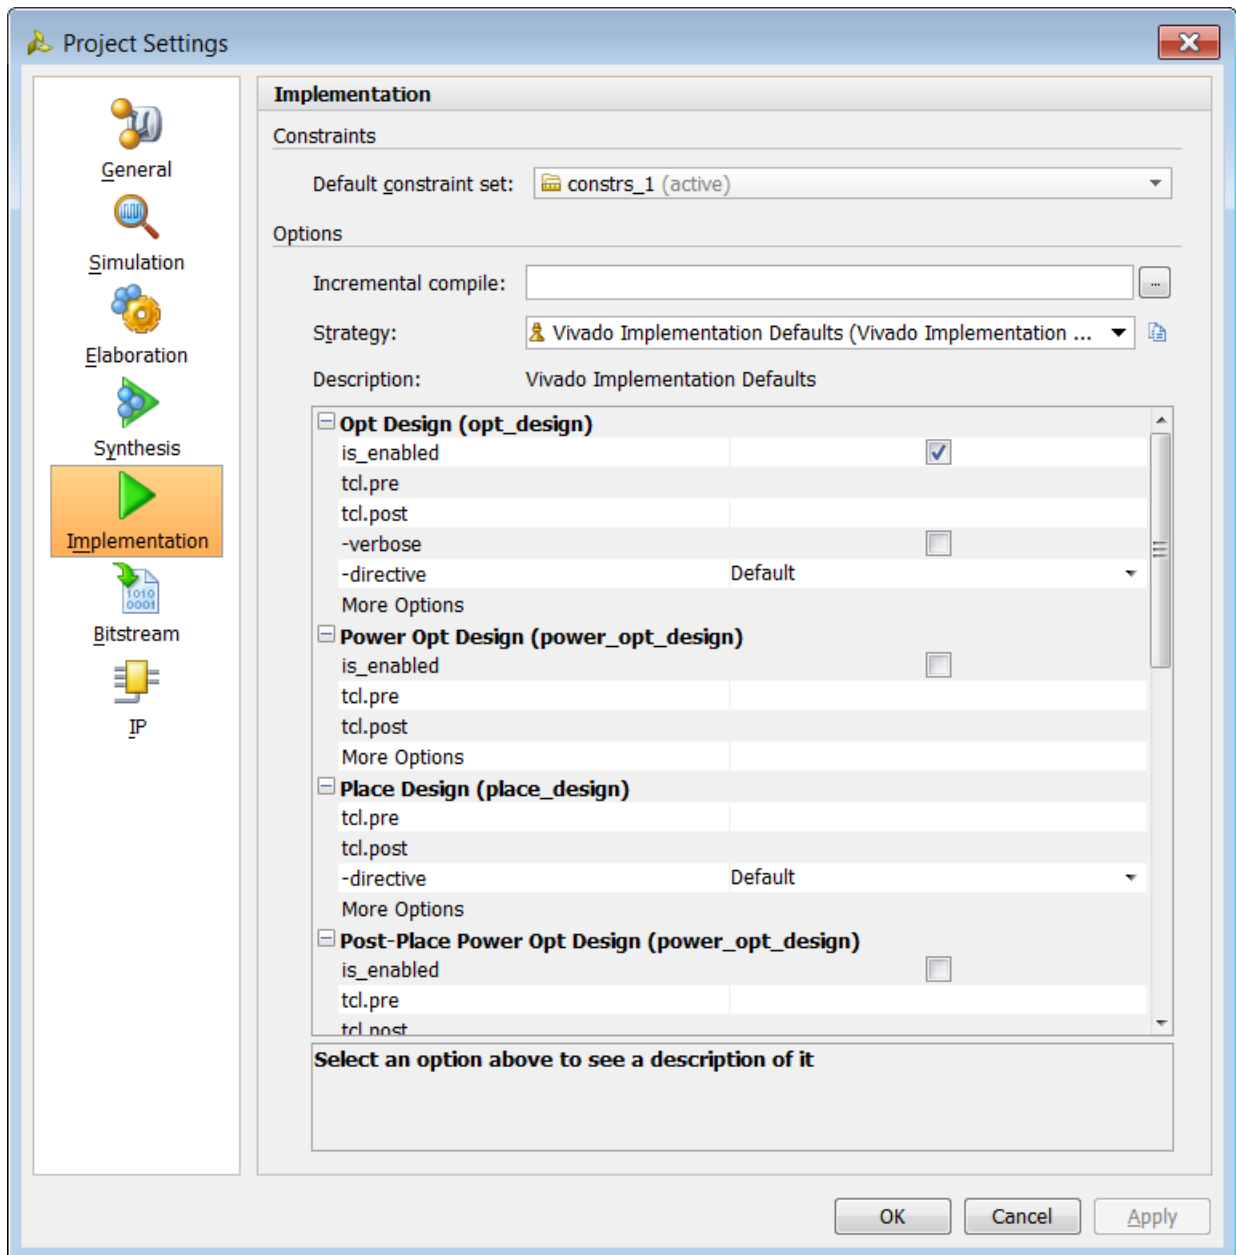 Project Settings
General
Simulation
Elaboration
Synthesis
Implementation
Bitstream
IP
Implementation
Constraints
Default constraint set: constrs_1 (active)
Options
Incremental compile: ...
Strategy: Vivado Implementation Defaults (Vivado Implementation ...
Description: Vivado Implementation Defaults
Opt Design (opt_design)
is_enabled
tcl.pre
tcl.post
-verbose
-directive Default
More Options
Power Opt Design (power_opt_design)
is_enabled
tcl.pre
tcl.post
More Options
Place Design (place_design)
tcl.pre
tcl.post
-directive Default
More Options
Post-Place Power Opt Design (power_opt_design)
is_enabled
tcl.pre
tcl.post
Select an option above to see a description of it
OK Cancel Apply